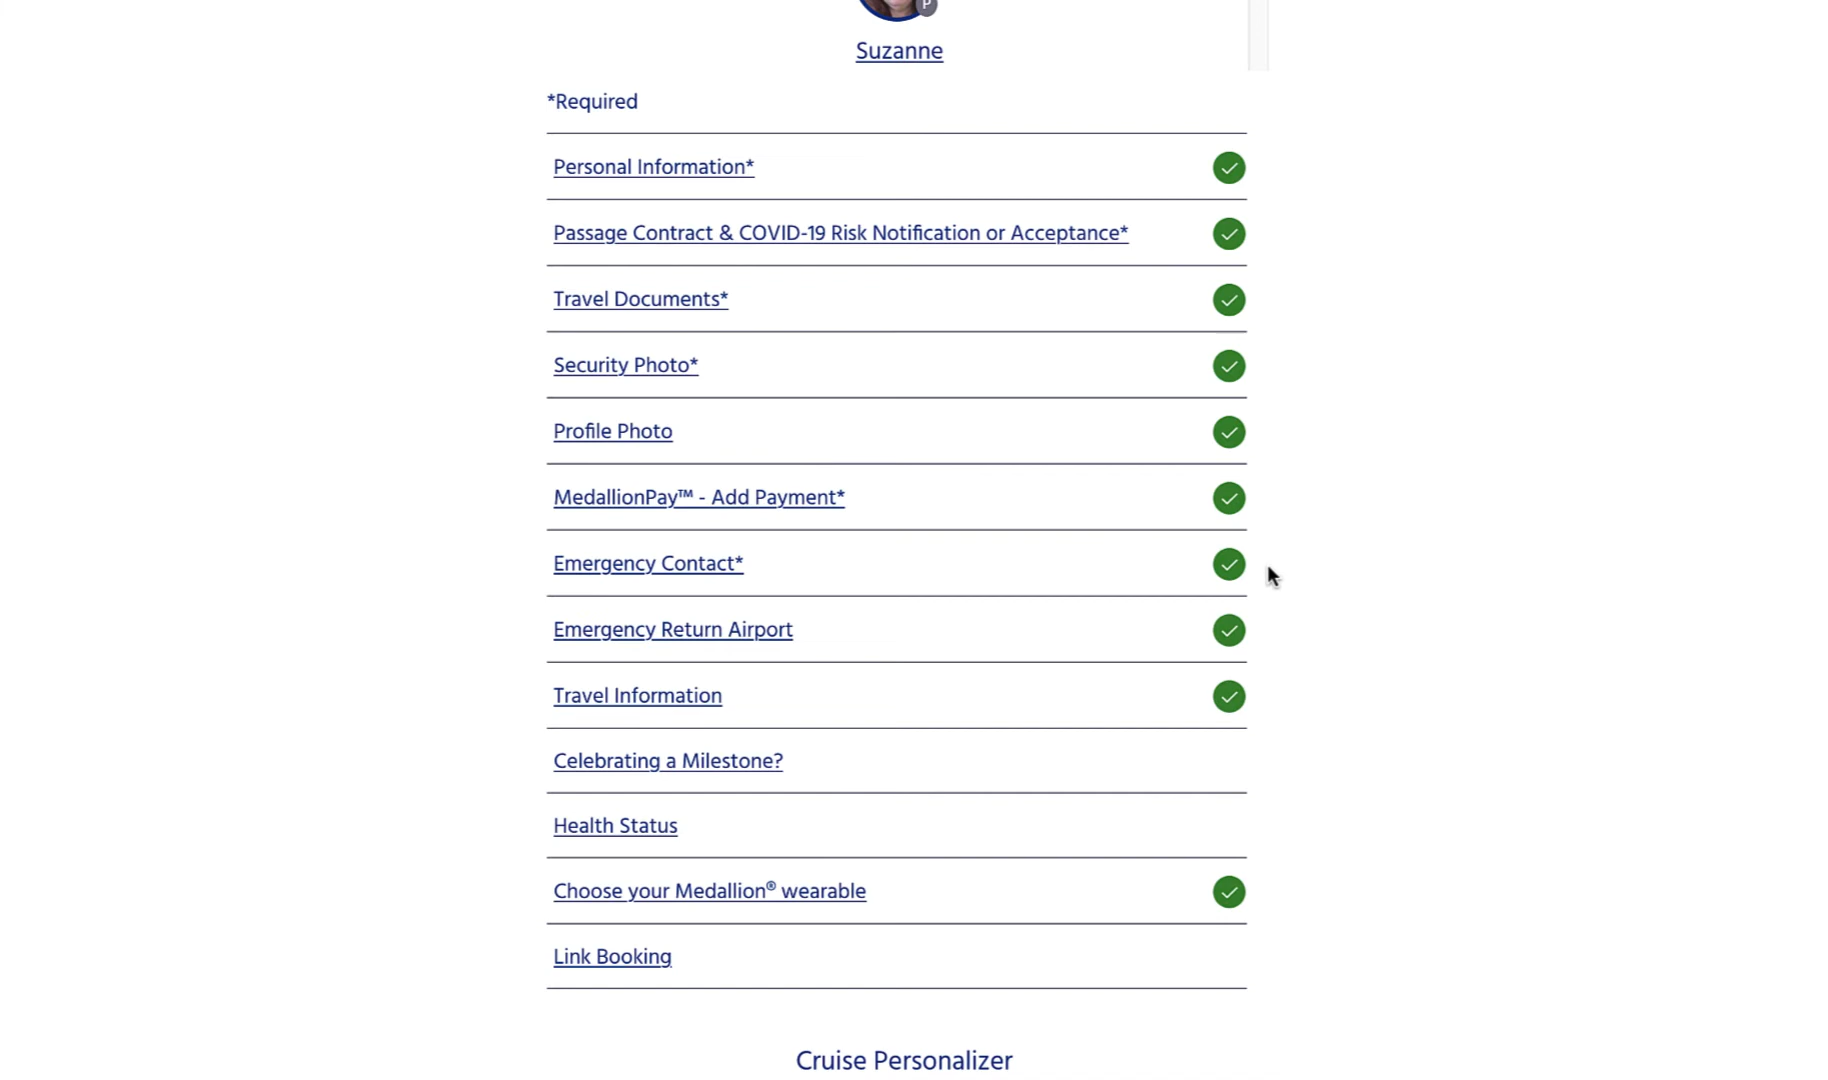 P
Suzanne
*Required
Personal Information*
Passage Contract & COVID-19 Risk Notification or Acceptance*
Travel Documents*
Security Photo*
Profile Photo
MedallionPay™ - Add Payment*
Emergency Contact*
Emergency Return Airport
Travel Information
Celebrating a Milestone?
Health Status
Choose your Medallion® wearable
Link Booking
Cruise Personalizer